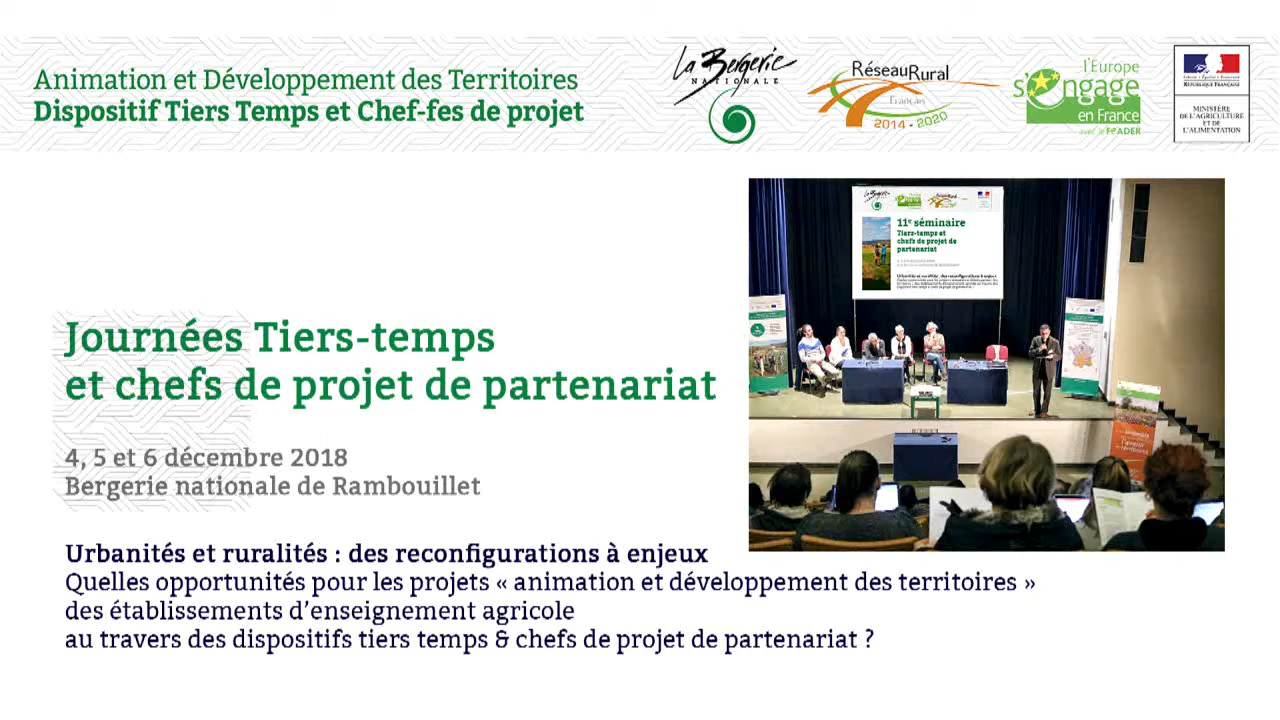 Animation et Développement des Territoires
Dispositif Tiers Temps et Chef-fes de projet
La Bergerie
NATIONALE
RéseauRural
Français
2014 - 2020
l'Europe
s'engage
en France
avec le FEADER
RÉPUBLIQUE FRANÇAISE
MINISTÈRE
DE L'AGRICULTURE
ET DE
L'ALIMENTATION
11e séminaire
Tiers-temps et
chefs de projet de
partenariat
Journées Tiers-temps
et chefs de projet de partenariat
4, 5 et 6 décembre 2018
Bergerie nationale de Rambouillet
Urbanités et ruralités : des reconfigurations à enjeux
Quelles opportunités pour les projets « animation et développement des territoires »
des établissements d'enseignement agricole
au travers des dispositifs tiers temps & chefs de projet de partenariat ?